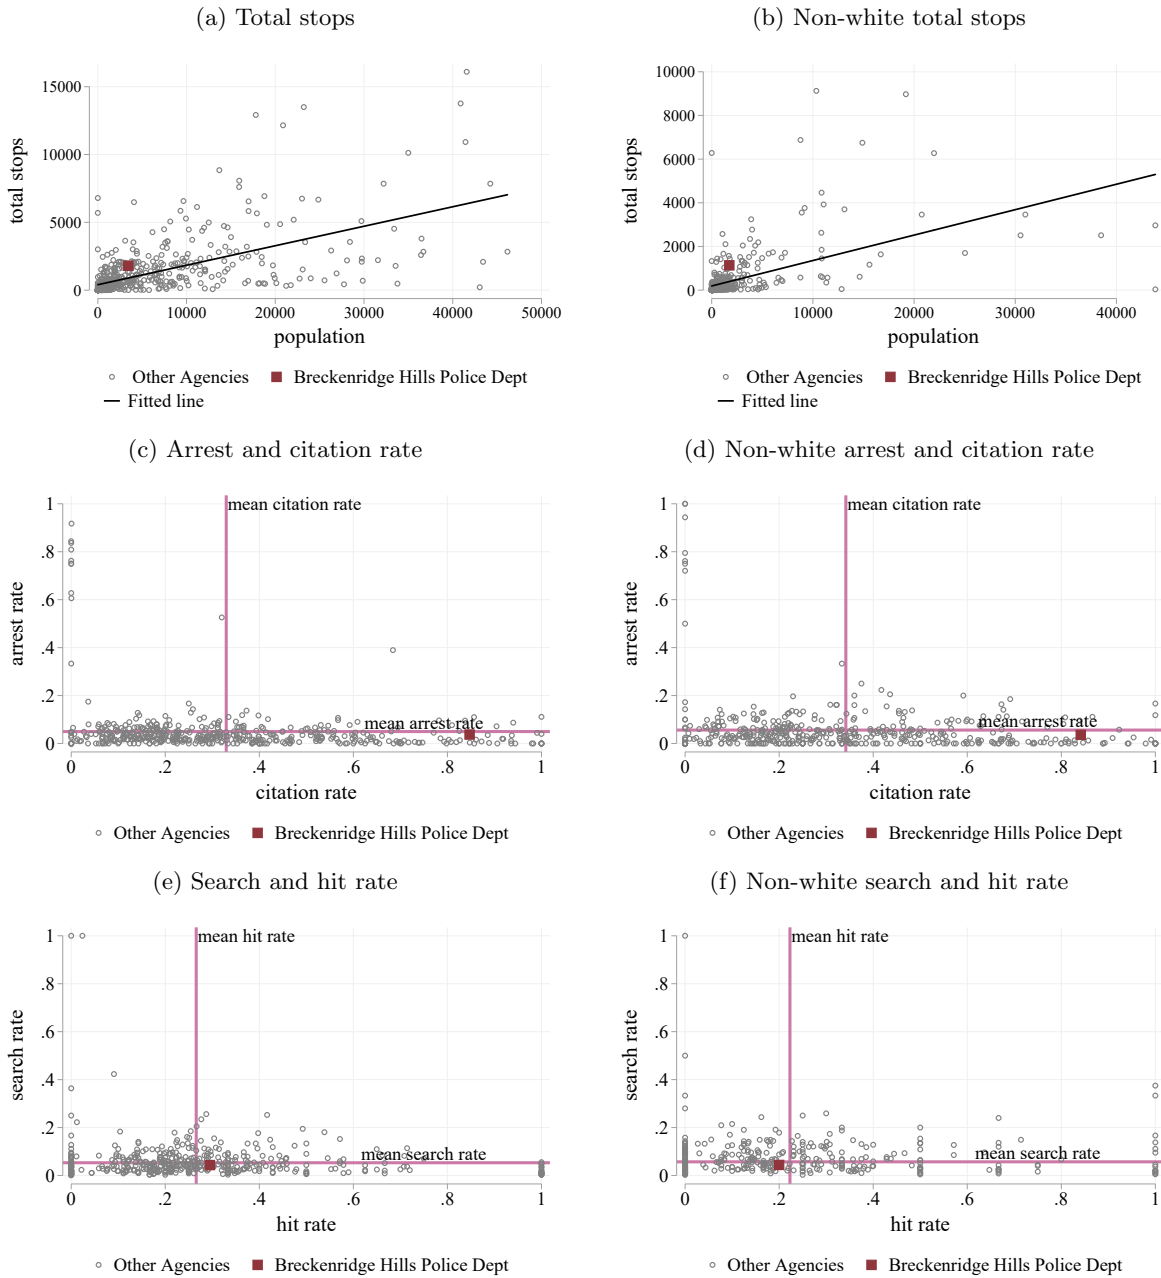 (a) Total stops
(b) Non-white total stops
total stops
15000
10000
5000
0
0 10000 20000 30000 40000 50000
population
Other Agencies Breckenridge Hills Police Dept
Fitted line
total stops
10000
8000
6000
4000
2000
0
0 10000 20000 30000 40000
population
Other Agencies Breckenridge Hills Police Dept
Fitted line
(c) Arrest and citation rate
(d) Non-white arrest and citation rate
arrest rate
1
.8
.6
.4
.2
0
mean citation rate
mean arrest rate
0 .2 .4 .6 .8 1
citation rate
Other Agencies Breckenridge Hills Police Dept
arrest rate
1
.8
.6
.4
.2
0
mean citation rate
mean arrest rate
0 .2 .4 .6 .8 1
citation rate
Other Agencies Breckenridge Hills Police Dept
(e) Search and hit rate
(f) Non-white search and hit rate
search rate
1
.8
.6
.4
.2
0
mean hit rate
mean search rate
0 .2 .4 .6 .8 1
hit rate
Other Agencies Breckenridge Hills Police Dept
search rate
1
.8
.6
.4
.2
0
mean hit rate
mean search rate
0 .2 .4 .6 .8 1
hit rate
Other Agencies Breckenridge Hills Police Dept